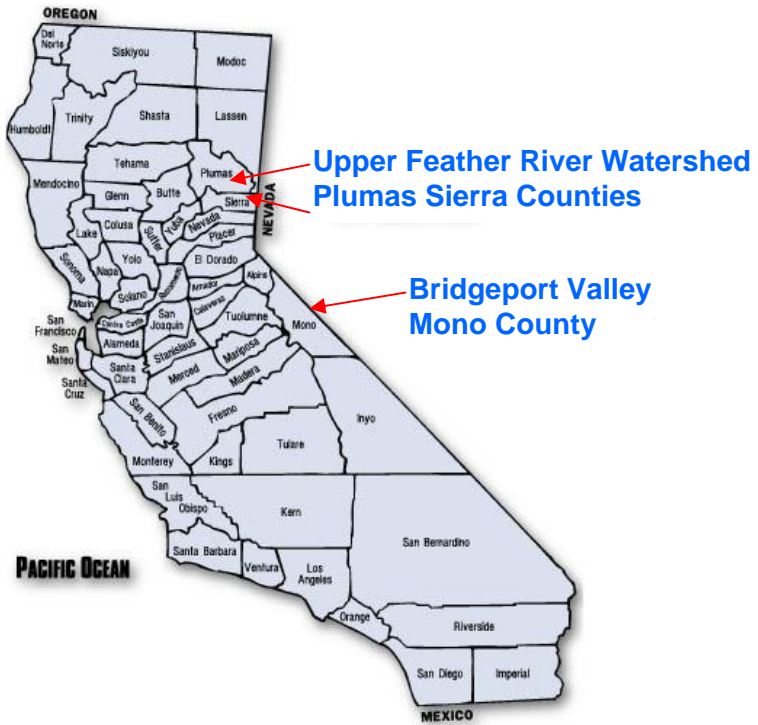 OREGON
Del
Norte
Siskiyou
Modoc
Humboldt
Trinity
Shasta
Lassen
Mendocino
Tehama
Plumas
Upper Feather River Watershed
Plumas Sierra Counties
Glenn
Butte
Sierra
NEVADA
Lake
Colusa
Sutter
Yuba
Nevada
Placer
Sonoma
Napa
Yolo
El Dorado
Sacramento
Amador
Alpine
Marin
Solano
Calaveras
Bridgeport Valley
Mono County
San
Francisco
Contra Costa
San
Joaquin
Tuolumne
Mono
San
Mateo
Alameda
Stanislaus
Mariposa
Santa
Cruz
Santa
Clara
Merced
Madera
San Benito
Fresno
Inyo
Monterey
Kings
Tulare
San
Luis
Obispo
Kern
San Bernardino
PACIFIC OCEAN
Santa Barbara
Ventura
Los
Angeles
Orange
Riverside
San Diego
Imperial
MEXICO